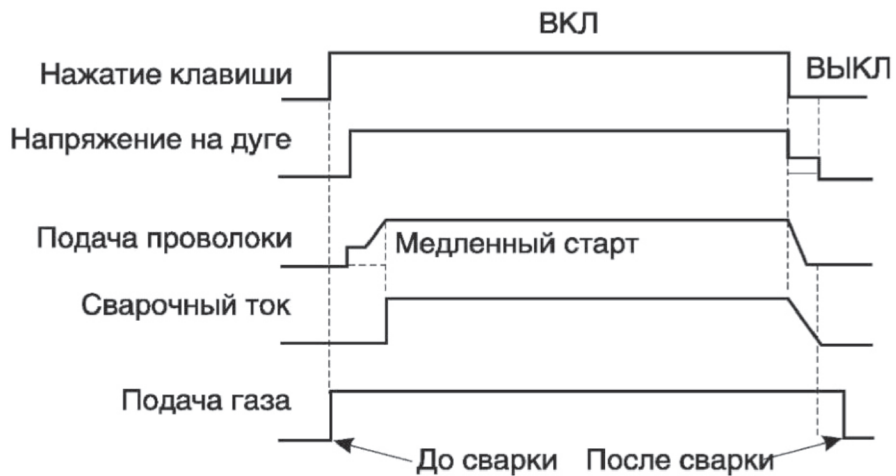 ВКЛ
Нажатие клавиши
ВЫКЛ
Напряжение на дуге
Подача проволоки
Медленный старт
Сварочный ток
Подача газа
До сварки
После сварки